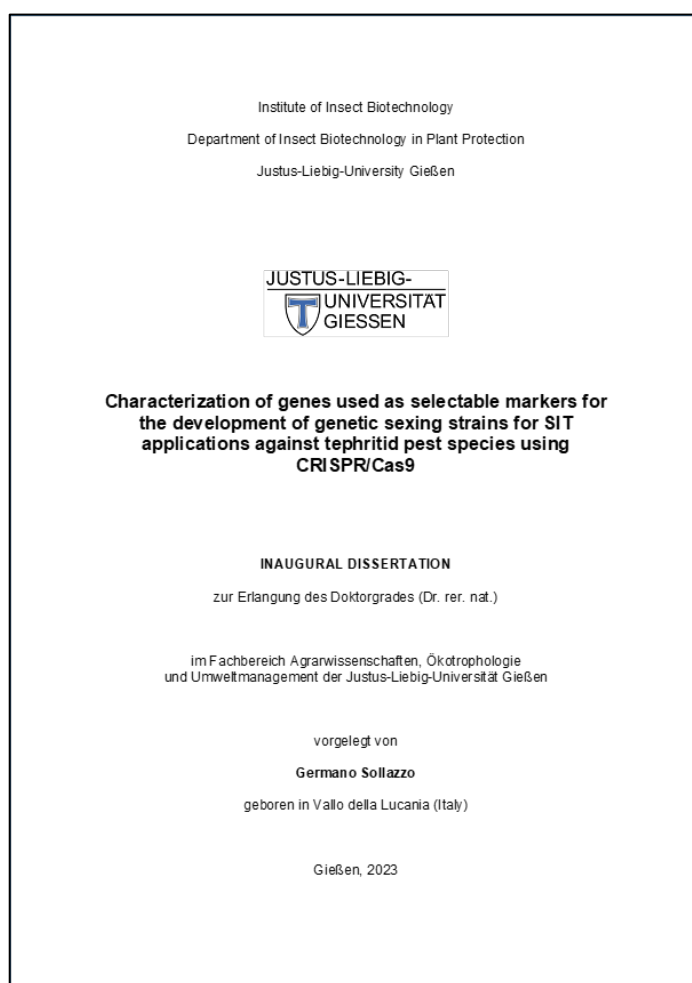 Institute of Insect Biotechnology
Department of Insect Biotechnology in Plant Protection
Justus-Liebig-University Gießen
JUSTUS-LIEBIG-
UNIVERSITÄT
GIESSEN
Characterization of genes used as selectable markers for
the development of genetic sexing strains for SIT
applications against tephritid pest species using
CRISPR/Cas9
INAUGURAL DISSERTATION
zur Erlangung des Doktorgrades (Dr. rer. nat.)
im Fachbereich Agrarwissenschaften, Ökotrophologie
und Umweltmanagement der Justus-Liebig-Universität Gießen
vorgelegt von
Germano Sollazzo
geboren in Vallo della Lucania (Italy)
Gießen, 2023